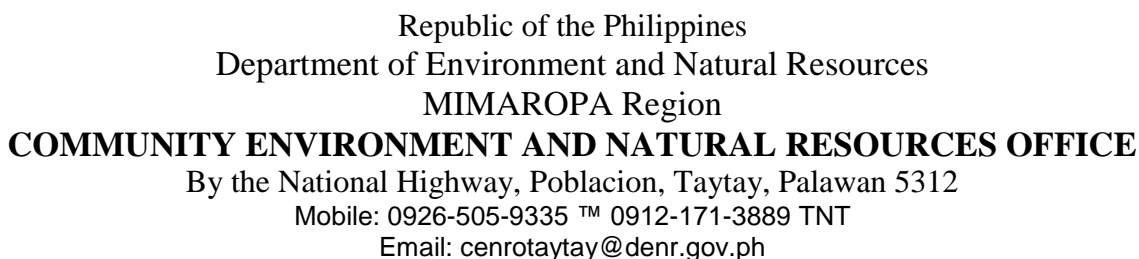 Republic of the Philippines
Department of Environment and Natural Resources
MIMAROPA Region
COMMUNITY ENVIRONMENT AND NATURAL RESOURCES OFFICE
By the National Highway, Poblacion, Taytay, Palawan 5312
Mobile: 0926-505-9335 ™ 0912-171-3889 TNT
Email: cenrotaytay@denr.gov.ph